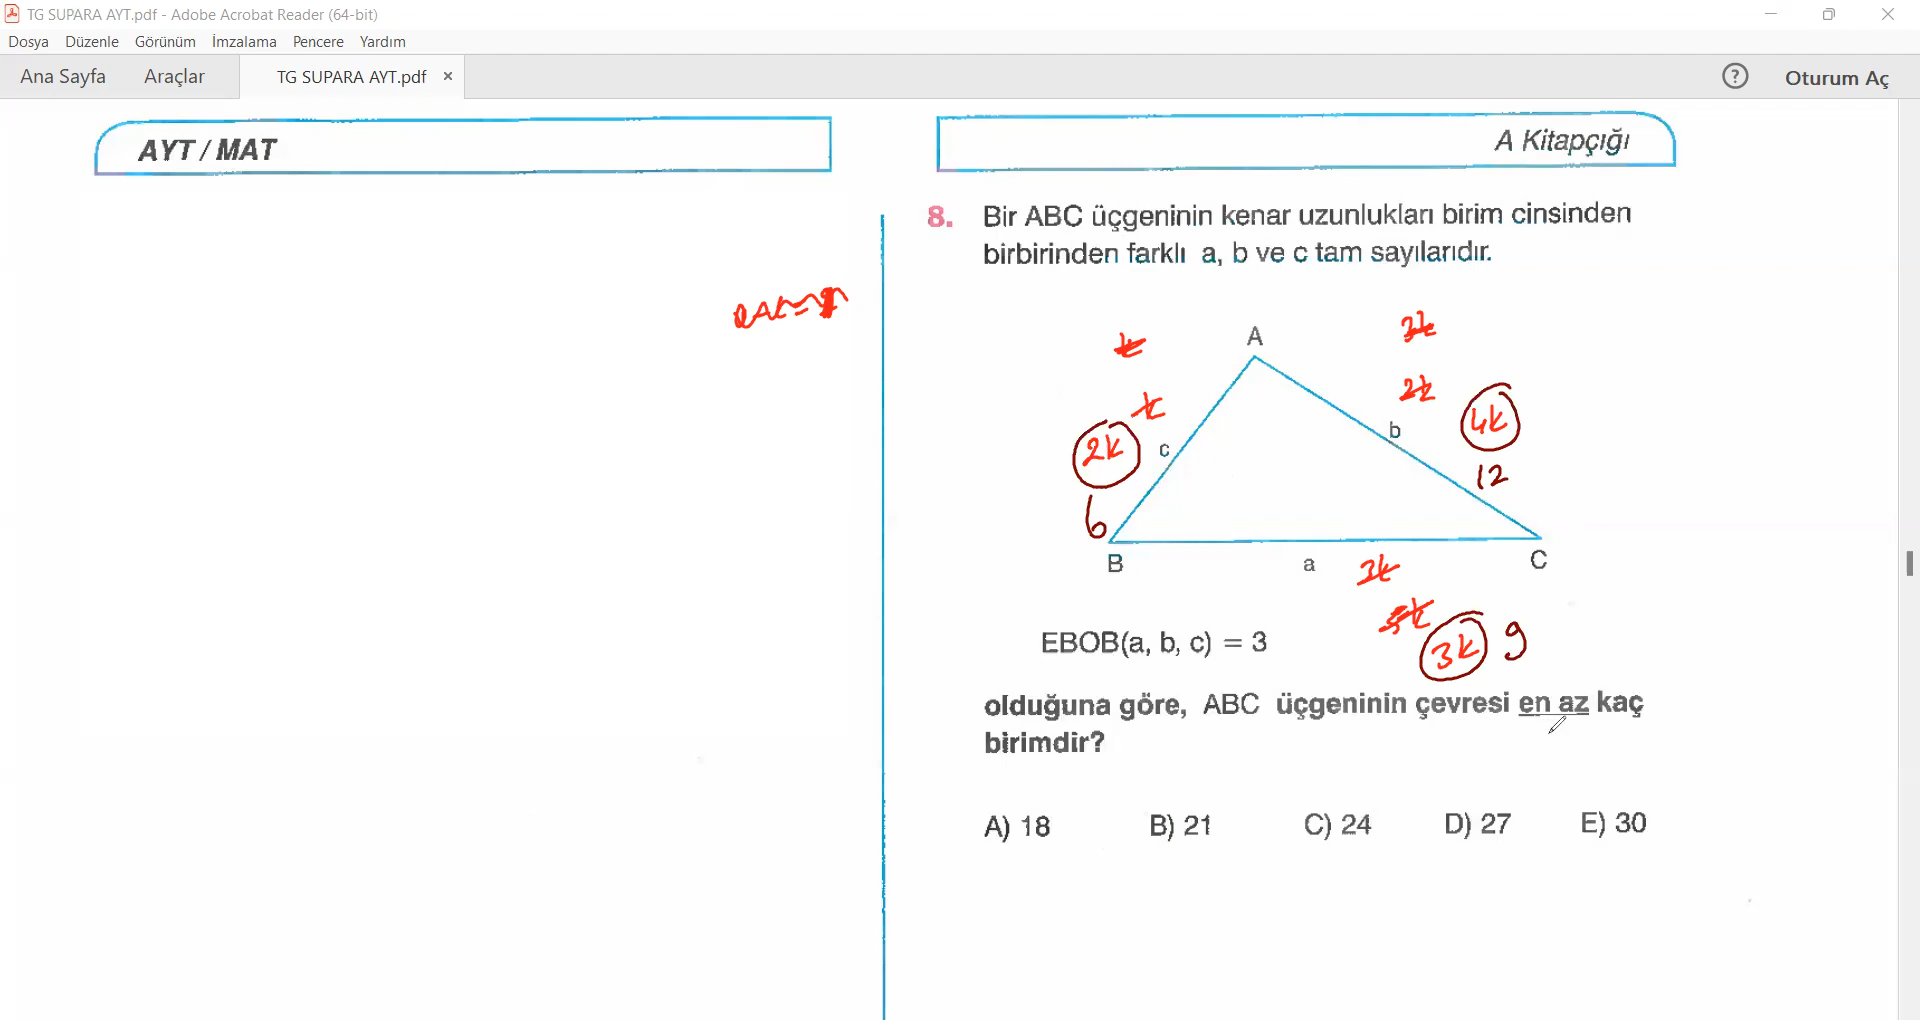 TG SUPARA AYT.pdf - Adobe Acrobat Reader (64-bit)
Dosya Düzenle Görünüm İmzalama Pencere Yardım
Ana Sayfa Araçlar TG SUPARA AYT.pdf × ? Oturum Aç
AYT / MAT
A Kitapçığı
8. Bir ABC üçgeninin kenar uzunlukları birim cinsinden
birbirinden farklı a, b ve c tam sayılarıdır.
A
2k
k
k
2k
4k
b
2k
c
12
6
B
a
C
3k
3k
9
EBOB(a, b, c) = 3
olduğuna göre, ABC üçgeninin çevresi en az kaç
birimdir?
A) 18 B) 21 C) 24 D) 27 E) 30